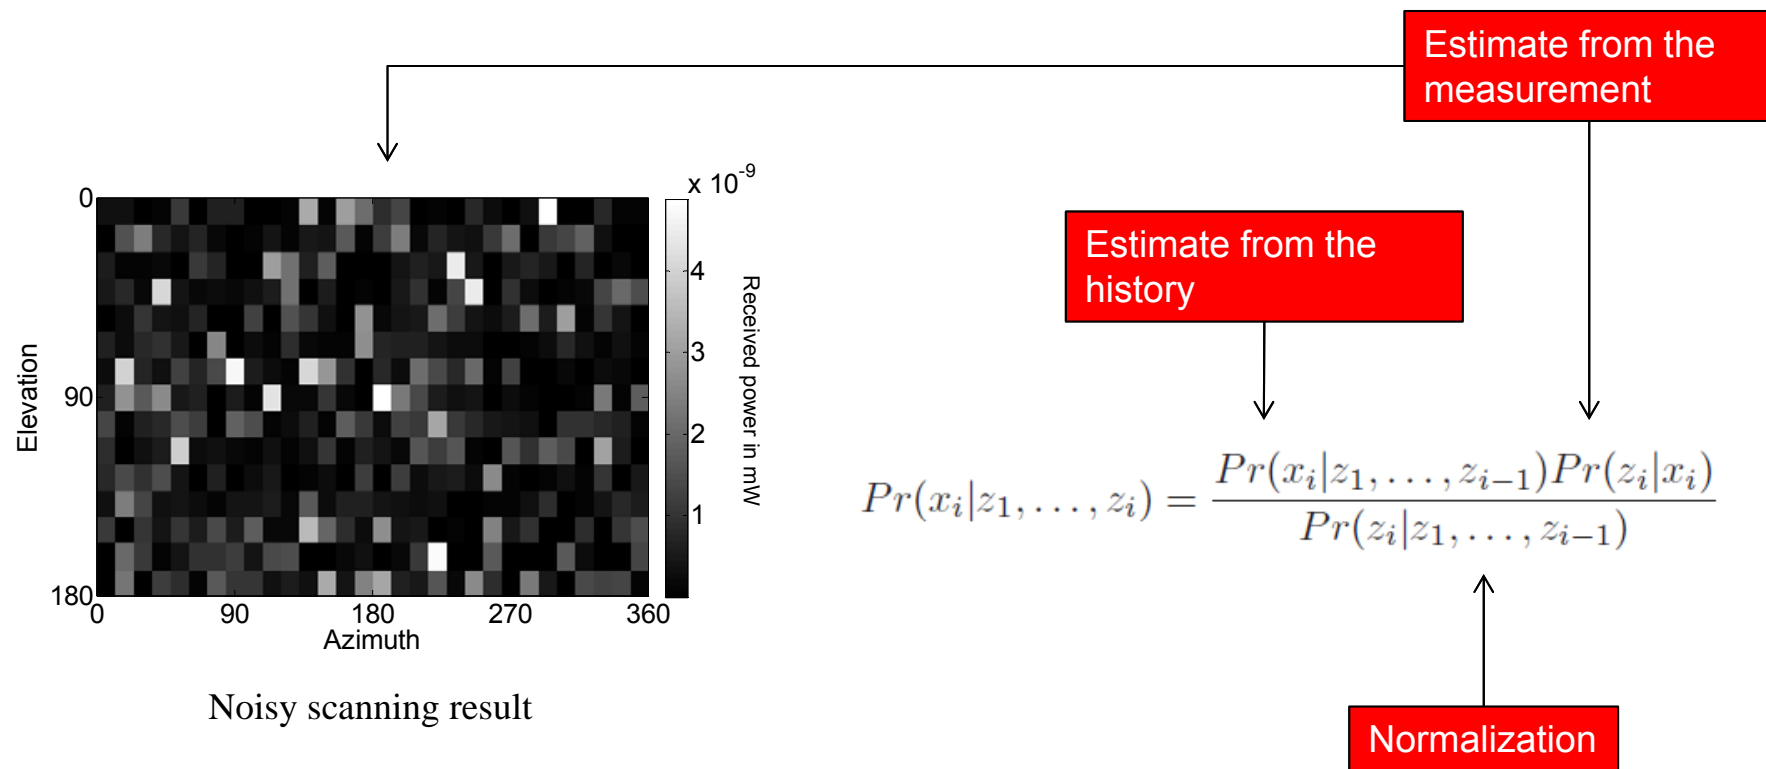 Estimate from the
measurement
x 10^-9
0
90
180
Elevation
0
90
180
270
360
Azimuth
4
3
2
1
Received power in mW
Noisy scanning result
Estimate from the
history
Pr(x_i|z_1, . . . , z_i) = \frac{Pr(x_i|z_1, . . . , z_{i-1})Pr(z_i|x_i)}{Pr(z_i|z_1, . . . , z_{i-1})}
Normalization